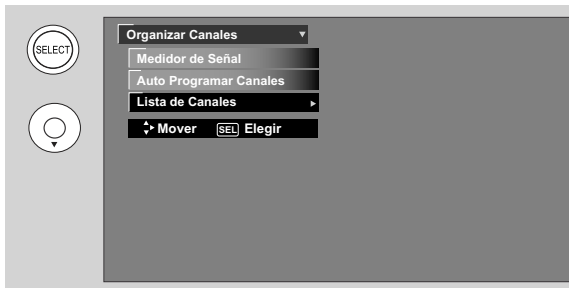 SELECT
Organizar Canales
Medidor de Señal
Auto Programar Canales
Lista de Canales
Mover SEL Elegir